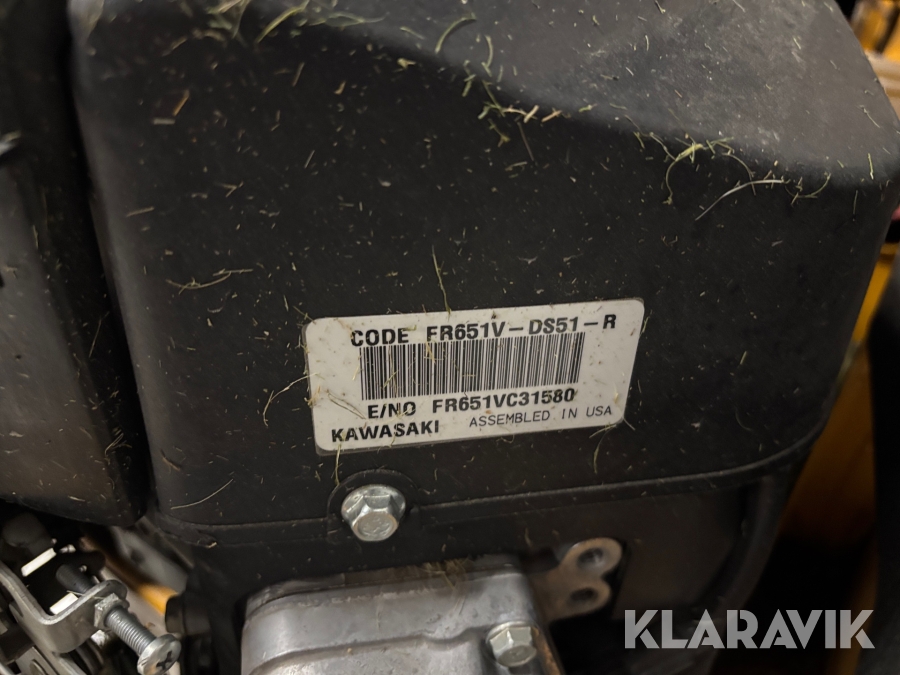 CODE FR651V-DS51-R
E/NO FR651VC31580
KAWASAKI ASSEMBLED IN USA
KLARAVIK